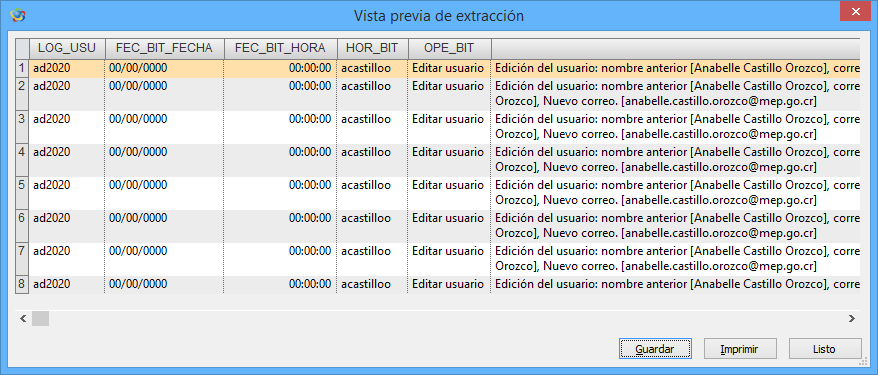 Vista previa de extracción
LOG_USU FEC_BIT_FECHA FEC_BIT_HORA HOR_BIT OPE_BIT
1 ad2020 00/00/0000 00:00:00 acastilloo Editar usuario Edición del usuario: nombre anterior [Anabelle Castillo Orozco], corre
2 ad2020 00/00/0000 00:00:00 acastilloo Editar usuario Edición del usuario: nombre anterior [Anabelle Castillo Orozco], corre
Orozco], Nuevo correo. [anabelle.castillo.orozco@mep.go.cr]
3 ad2020 00/00/0000 00:00:00 acastilloo Editar usuario Edición del usuario: nombre anterior [Anabelle Castillo Orozco], corre
Orozco], Nuevo correo. [anabelle.castillo.orozco@mep.go.cr]
4 ad2020 00/00/0000 00:00:00 acastilloo Editar usuario Edición del usuario: nombre anterior [Anabelle Castillo Orozco], corre
Orozco], Nuevo correo. [anabelle.castillo.orozco@mep.go.cr]
5 ad2020 00/00/0000 00:00:00 acastilloo Editar usuario Edición del usuario: nombre anterior [Anabelle Castillo Orozco], corre
Orozco], Nuevo correo. [anabelle.castillo.orozco@mep.go.cr]
6 ad2020 00/00/0000 00:00:00 acastilloo Editar usuario Edición del usuario: nombre anterior [Anabelle Castillo Orozco], corre
Orozco], Nuevo correo. [anabelle.castillo.orozco@mep.go.cr]
7 ad2020 00/00/0000 00:00:00 acastilloo Editar usuario Edición del usuario: nombre anterior [Anabelle Castillo Orozco], corre
Orozco], Nuevo correo. [anabelle.castillo.orozco@mep.go.cr]
8 ad2020 00/00/0000 00:00:00 acastilloo Editar usuario Edición del usuario: nombre anterior [Anabelle Castillo Orozco], corre
Guardar Imprimir Listo